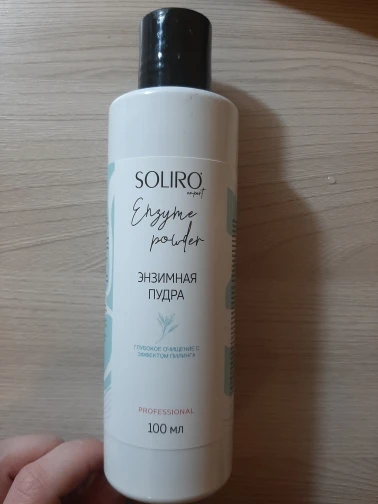 SOLIRO
expert
Enzyme
powder
ЭНЗИМНАЯ
ПУДРА
ГЛУБОКОЕ ОЧИЩЕНИЕ С
ЭФФЕКТОМ ПИЛИНГА
PROFESSIONAL
100 МЛ